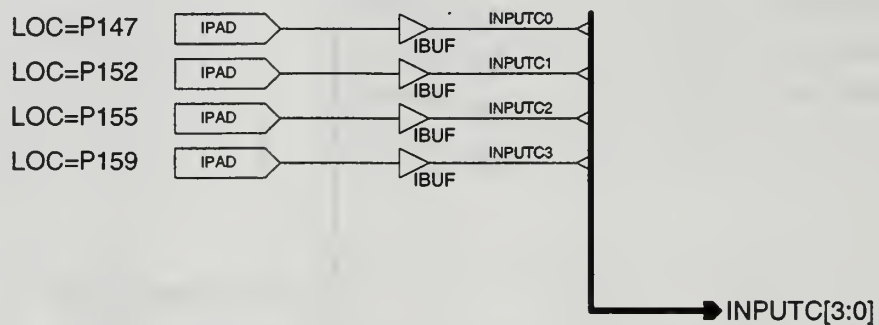 LOC=P147 IPAD IBUF INPUTC0
LOC=P152 IPAD IBUF INPUTC1
LOC=P155 IPAD IBUF INPUTC2
LOC=P159 IPAD IBUF INPUTC3
INPUTC[3:0]